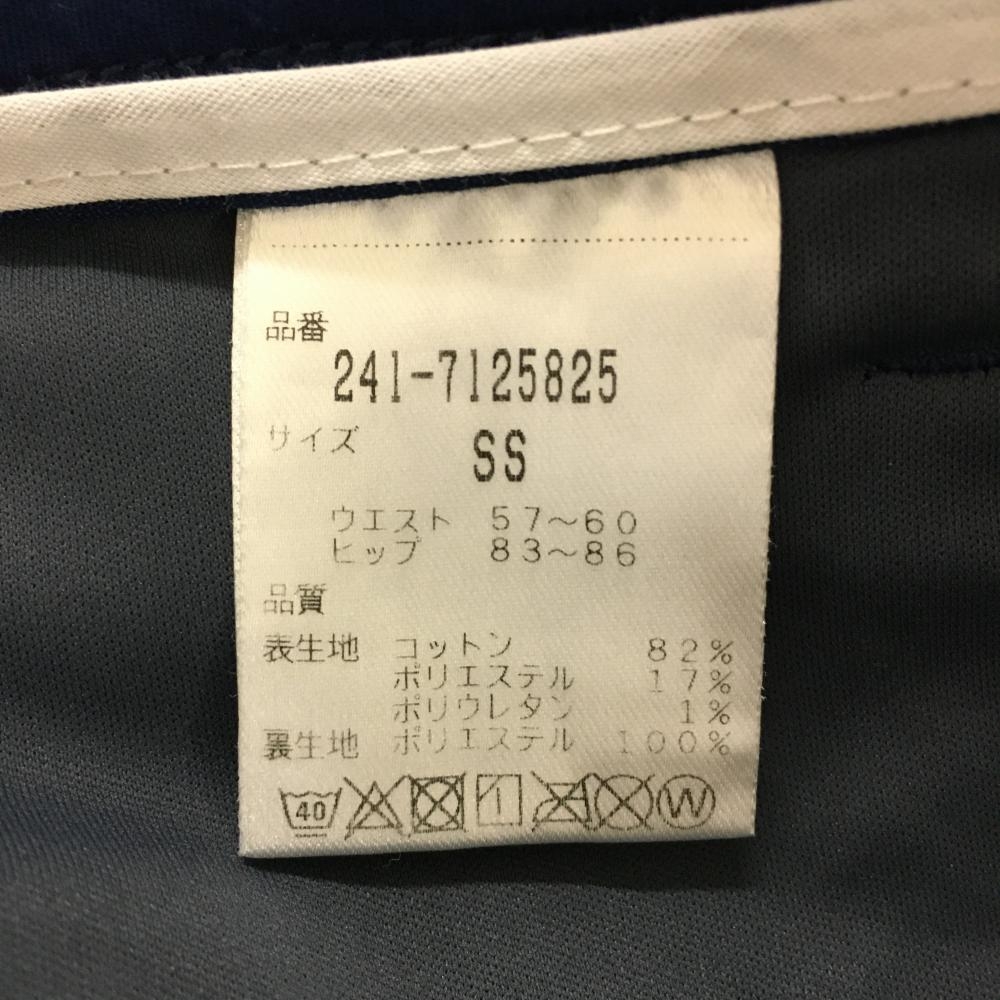 品番
241-7125825
サイズ SS
ウエスト 57～60
ヒップ 83～86
品質
表生地 コットン 82%
ポリエステル 17%
ポリウレタン 1%
裏生地 ポリエステル 100%
40 W